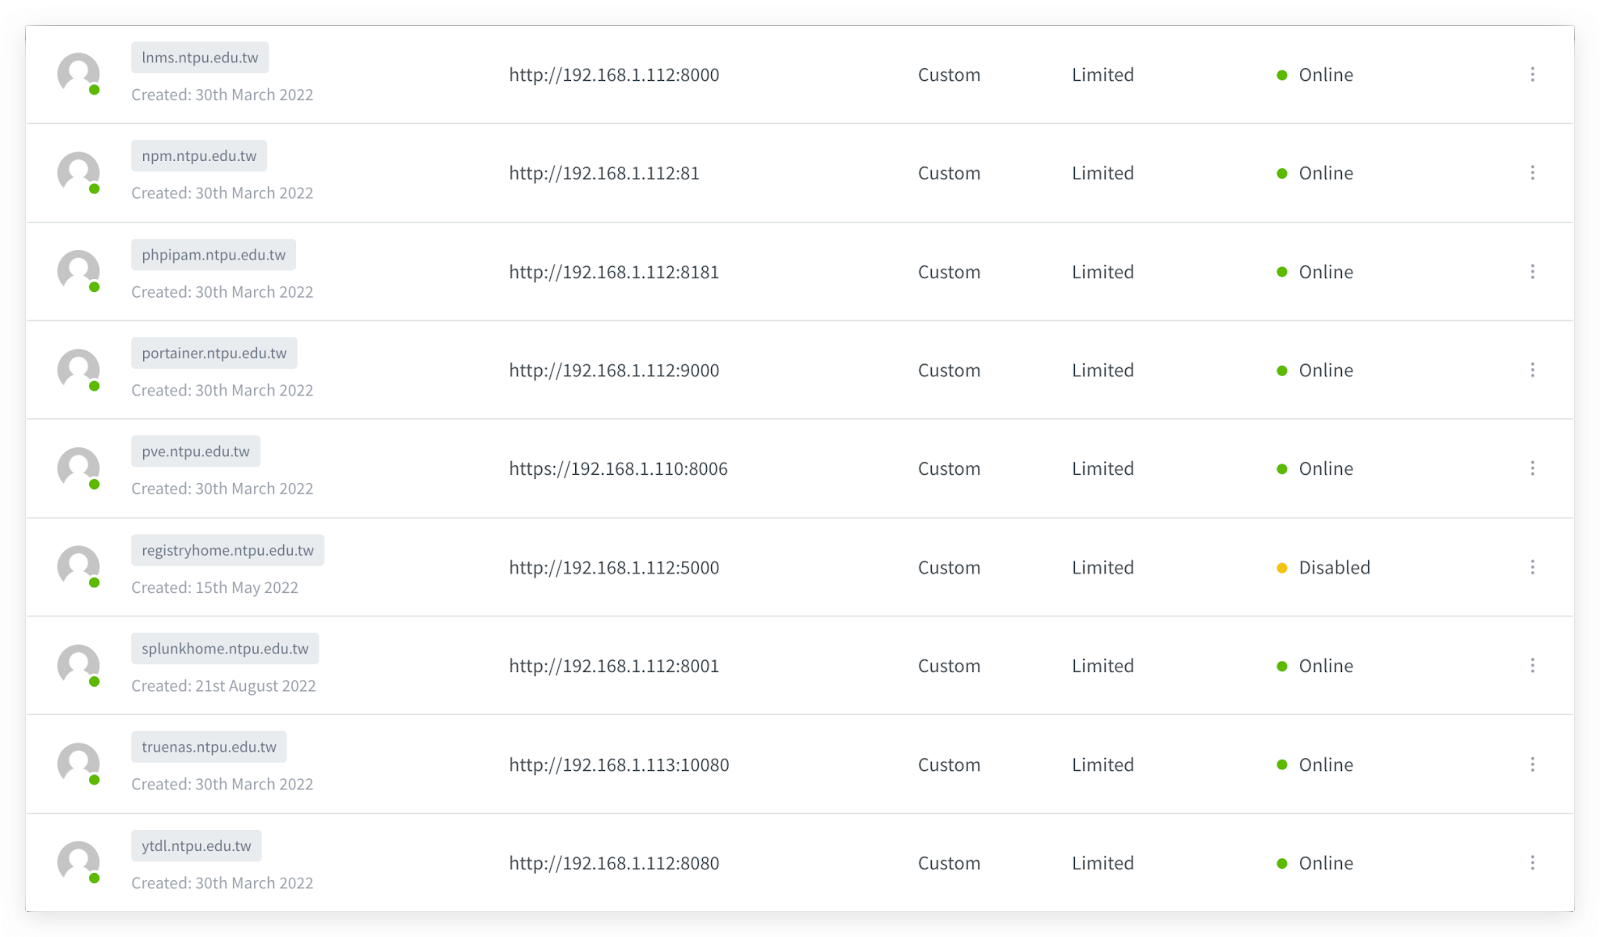 lnms.ntpu.edu.tw
Created: 30th March 2022
http://192.168.1.112:8000
Custom
Limited
Online
npm.ntpu.edu.tw
Created: 30th March 2022
http://192.168.1.112:81
Custom
Limited
Online
phpipam.ntpu.edu.tw
Created: 30th March 2022
http://192.168.1.112:8181
Custom
Limited
Online
portainer.ntpu.edu.tw
Created: 30th March 2022
http://192.168.1.112:9000
Custom
Limited
Online
pve.ntpu.edu.tw
Created: 30th March 2022
https://192.168.1.110:8006
Custom
Limited
Online
registryhome.ntpu.edu.tw
Created: 15th May 2022
http://192.168.1.112:5000
Custom
Limited
Disabled
splunkhome.ntpu.edu.tw
Created: 21st August 2022
http://192.168.1.112:8001
Custom
Limited
Online
truenas.ntpu.edu.tw
Created: 30th March 2022
http://192.168.1.113:10080
Custom
Limited
Online
ytdl.ntpu.edu.tw
Created: 30th March 2022
http://192.168.1.112:8080
Custom
Limited
Online